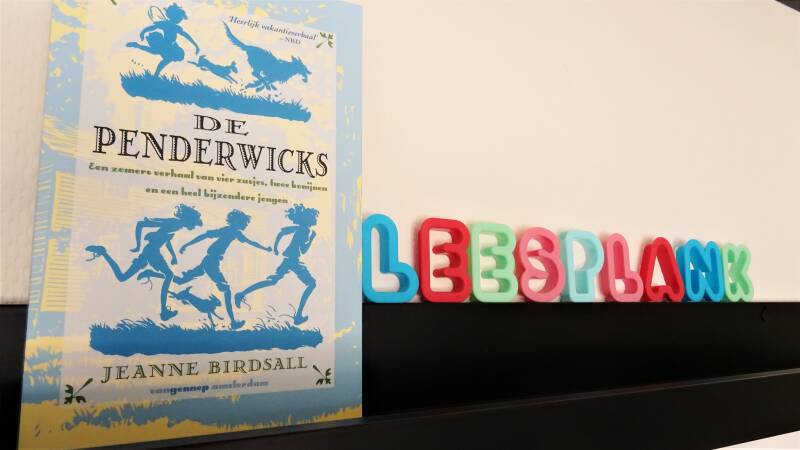 'Heerlijk vakantieverhaal'
– NBD
DE
PENDERWICKS
Een zomers verhaal van vier zusjes, twee konijnen
en een heel bijzondere jongen
JEANNE BIRDSALL
vangennep amsterdam
LEESPLANK